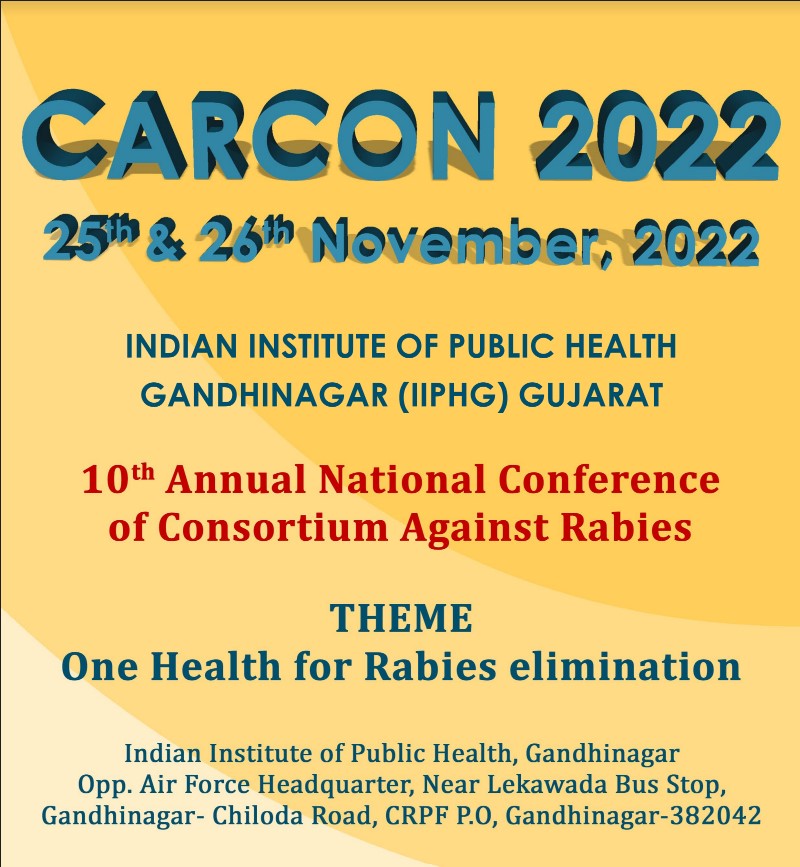 CARCON 2022
25th & 26th November, 2022
INDIAN INSTITUTE OF PUBLIC HEALTH
GANDHINAGAR (IIPHG) GUJARAT
10th Annual National Conference
of Consortium Against Rabies
THEME
One Health for Rabies elimination
Indian Institute of Public Health, Gandhinagar
Opp. Air Force Headquarter, Near Lekawada Bus Stop,
Gandhinagar- Chiloda Road, CRPF P.O, Gandhinagar-382042